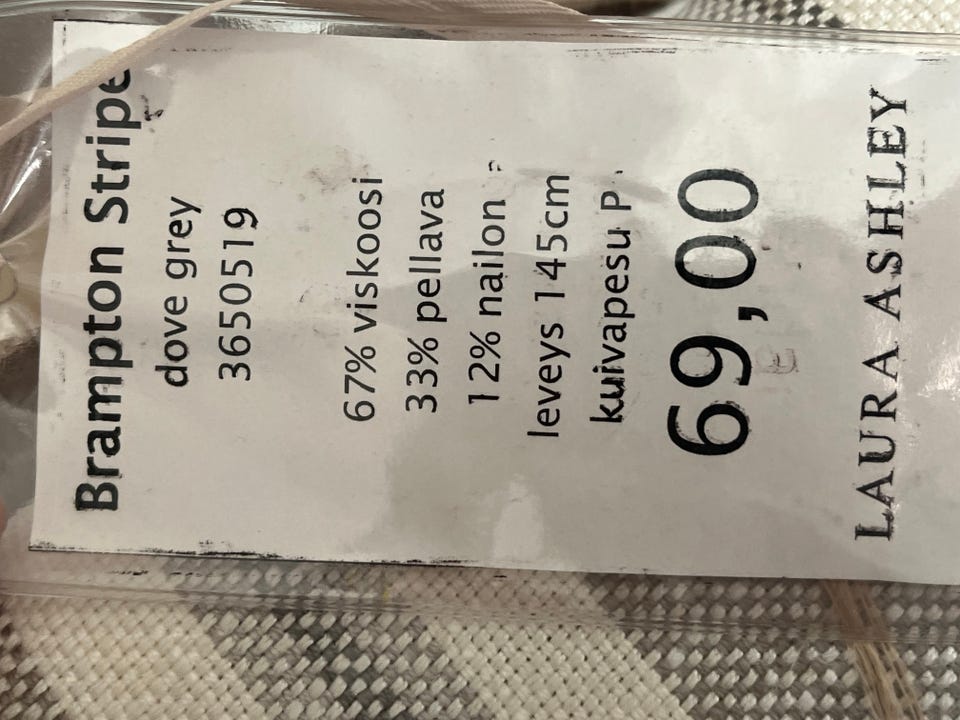 Brampton Stripe
dove grey
3650519
67% viskoosi
33% pellava
12% nailon
leveys 145cm
kuivapesu P
69,00
LAURA ASHLEY